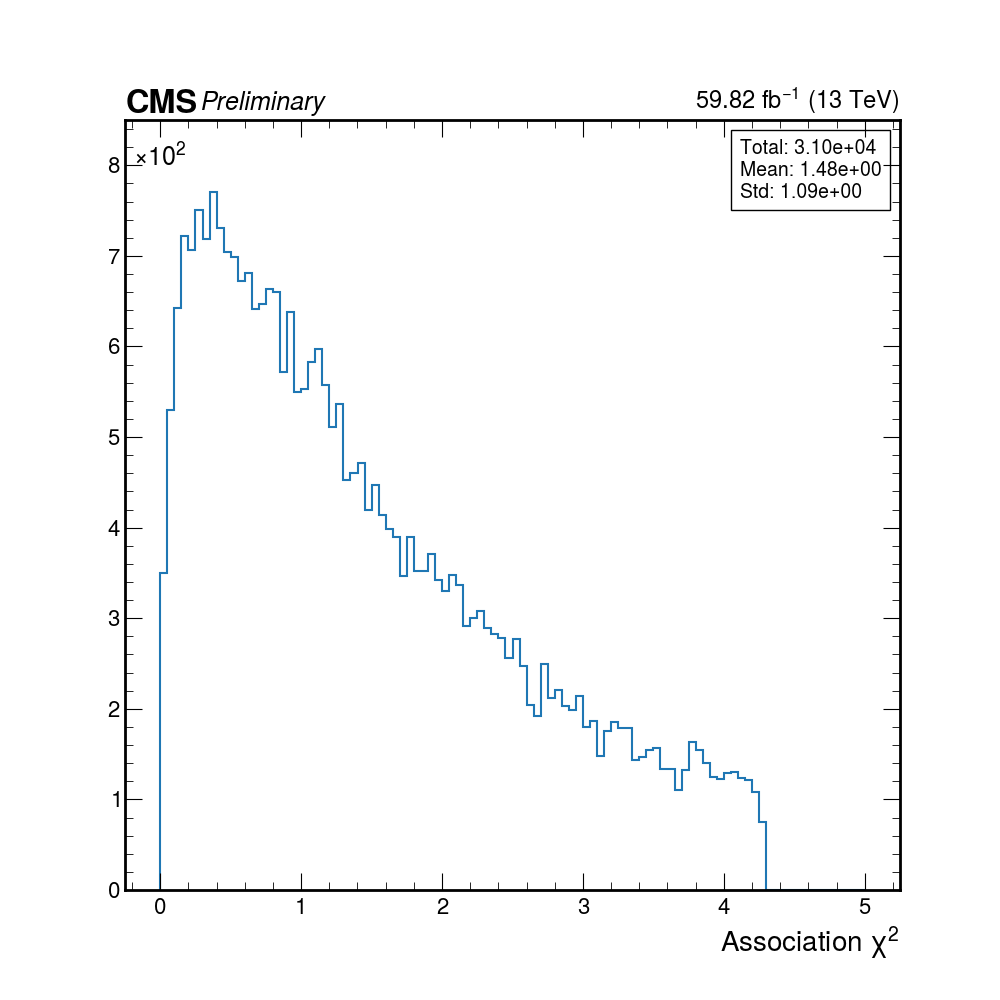 CMS Preliminary 59.82 fb⁻¹ (13 TeV)
×10²
Total: 3.10e+04
Mean: 1.48e+00
Std: 1.09e+00
8
7
6
5
4
3
2
1
0
0 1 2 3 4 5
Association χ²